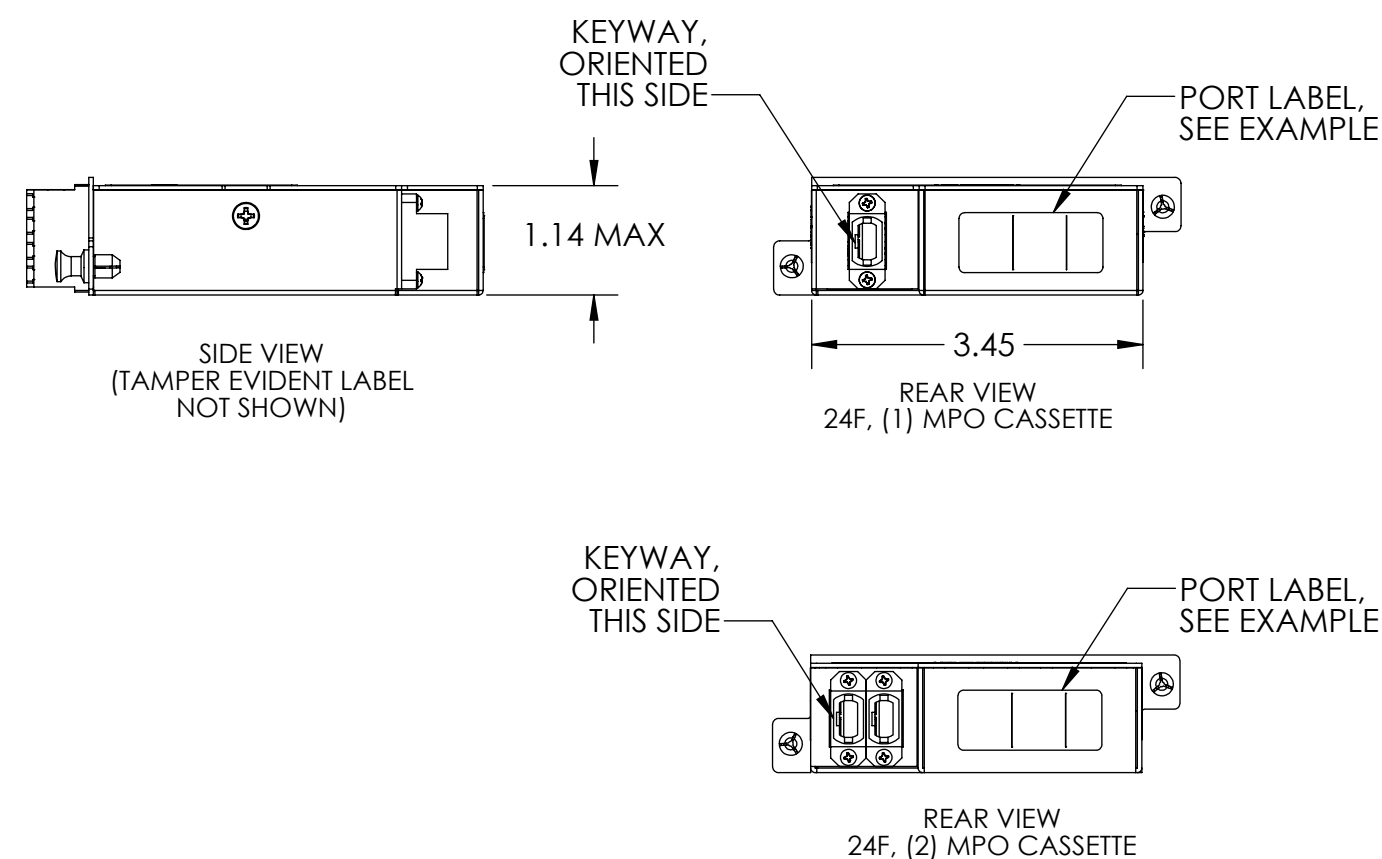 KEYWAY,
ORIENTED
THIS SIDE
PORT LABEL,
SEE EXAMPLE
1.14 MAX
3.45
SIDE VIEW
(TAMPER EVIDENT LABEL
NOT SHOWN)
REAR VIEW
24F, (1) MPO CASSETTE
KEYWAY,
ORIENTED
THIS SIDE
PORT LABEL,
SEE EXAMPLE
REAR VIEW
24F, (2) MPO CASSETTE